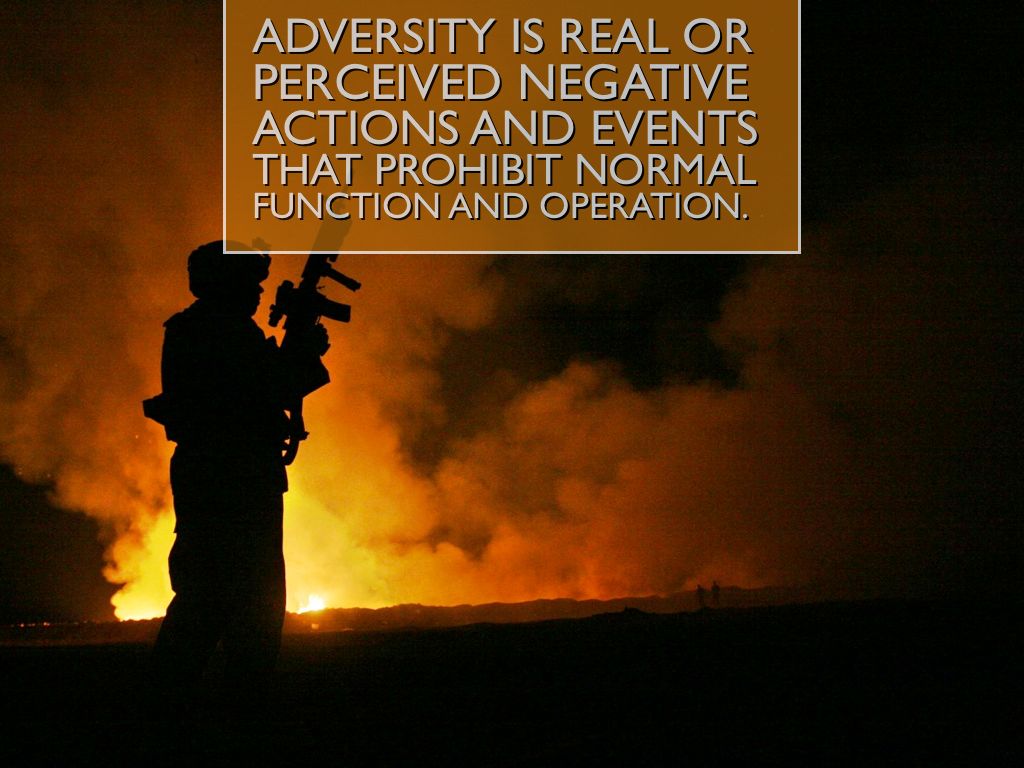 ADVERSITY IS REAL OR
PERCEIVED NEGATIVE
ACTIONS AND EVENTS
THAT PROHIBIT NORMAL
FUNCTION AND OPERATION.